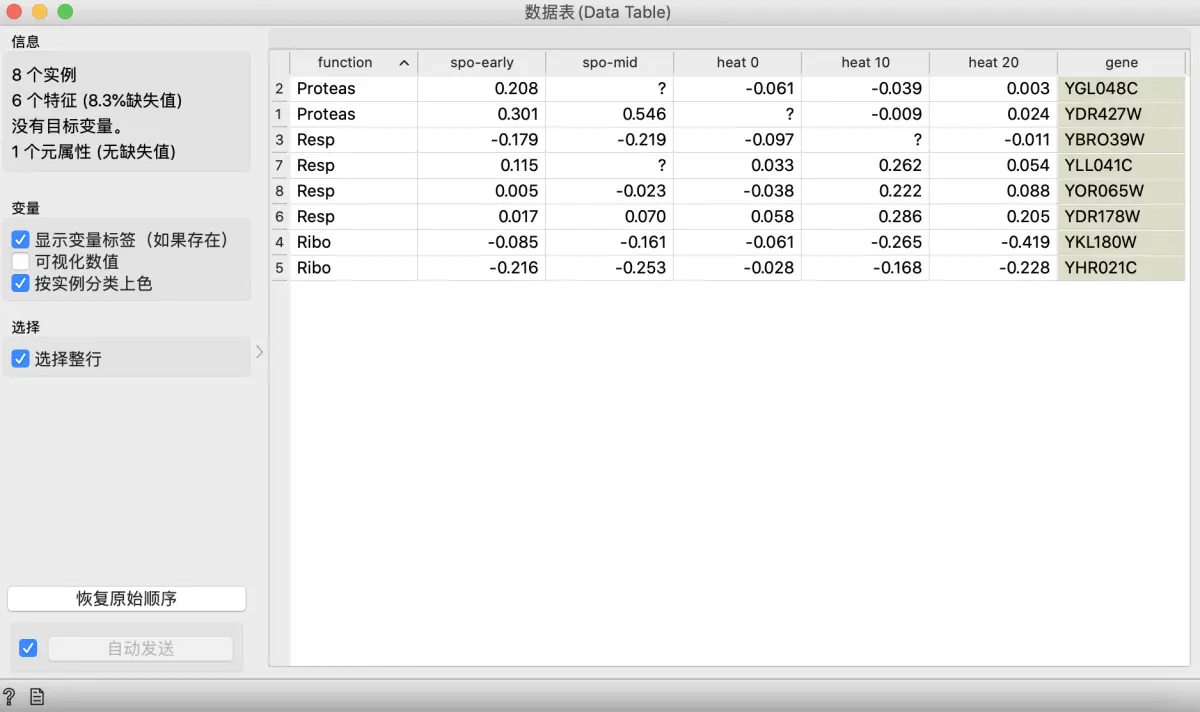 数据表(Data Table)
信息
8 个实例
6 个特征 (8.3%缺失值)
没有目标变量。
1 个元属性 (无缺失值)
变量
显示变量标签（如果存在）
可视化数值
按实例分类上色
选择
选择整行
恢复原始顺序
自动发送
function spo-early spo-mid heat 0 heat 10 heat 20 gene
2 Proteas 0.208 ? -0.061 -0.039 0.003 YGL048C
1 Proteas 0.301 0.546 ? -0.009 0.024 YDR427W
3 Resp -0.179 -0.219 -0.097 ? -0.011 YBRO39W
7 Resp 0.115 ? 0.033 0.262 0.054 YLL041C
8 Resp 0.005 -0.023 -0.038 0.222 0.088 YOR065W
6 Resp 0.017 0.070 0.058 0.286 0.205 YDR178W
4 Ribo -0.085 -0.161 -0.061 -0.265 -0.419 YKL180W
5 Ribo -0.216 -0.253 -0.028 -0.168 -0.228 YHR021C
?